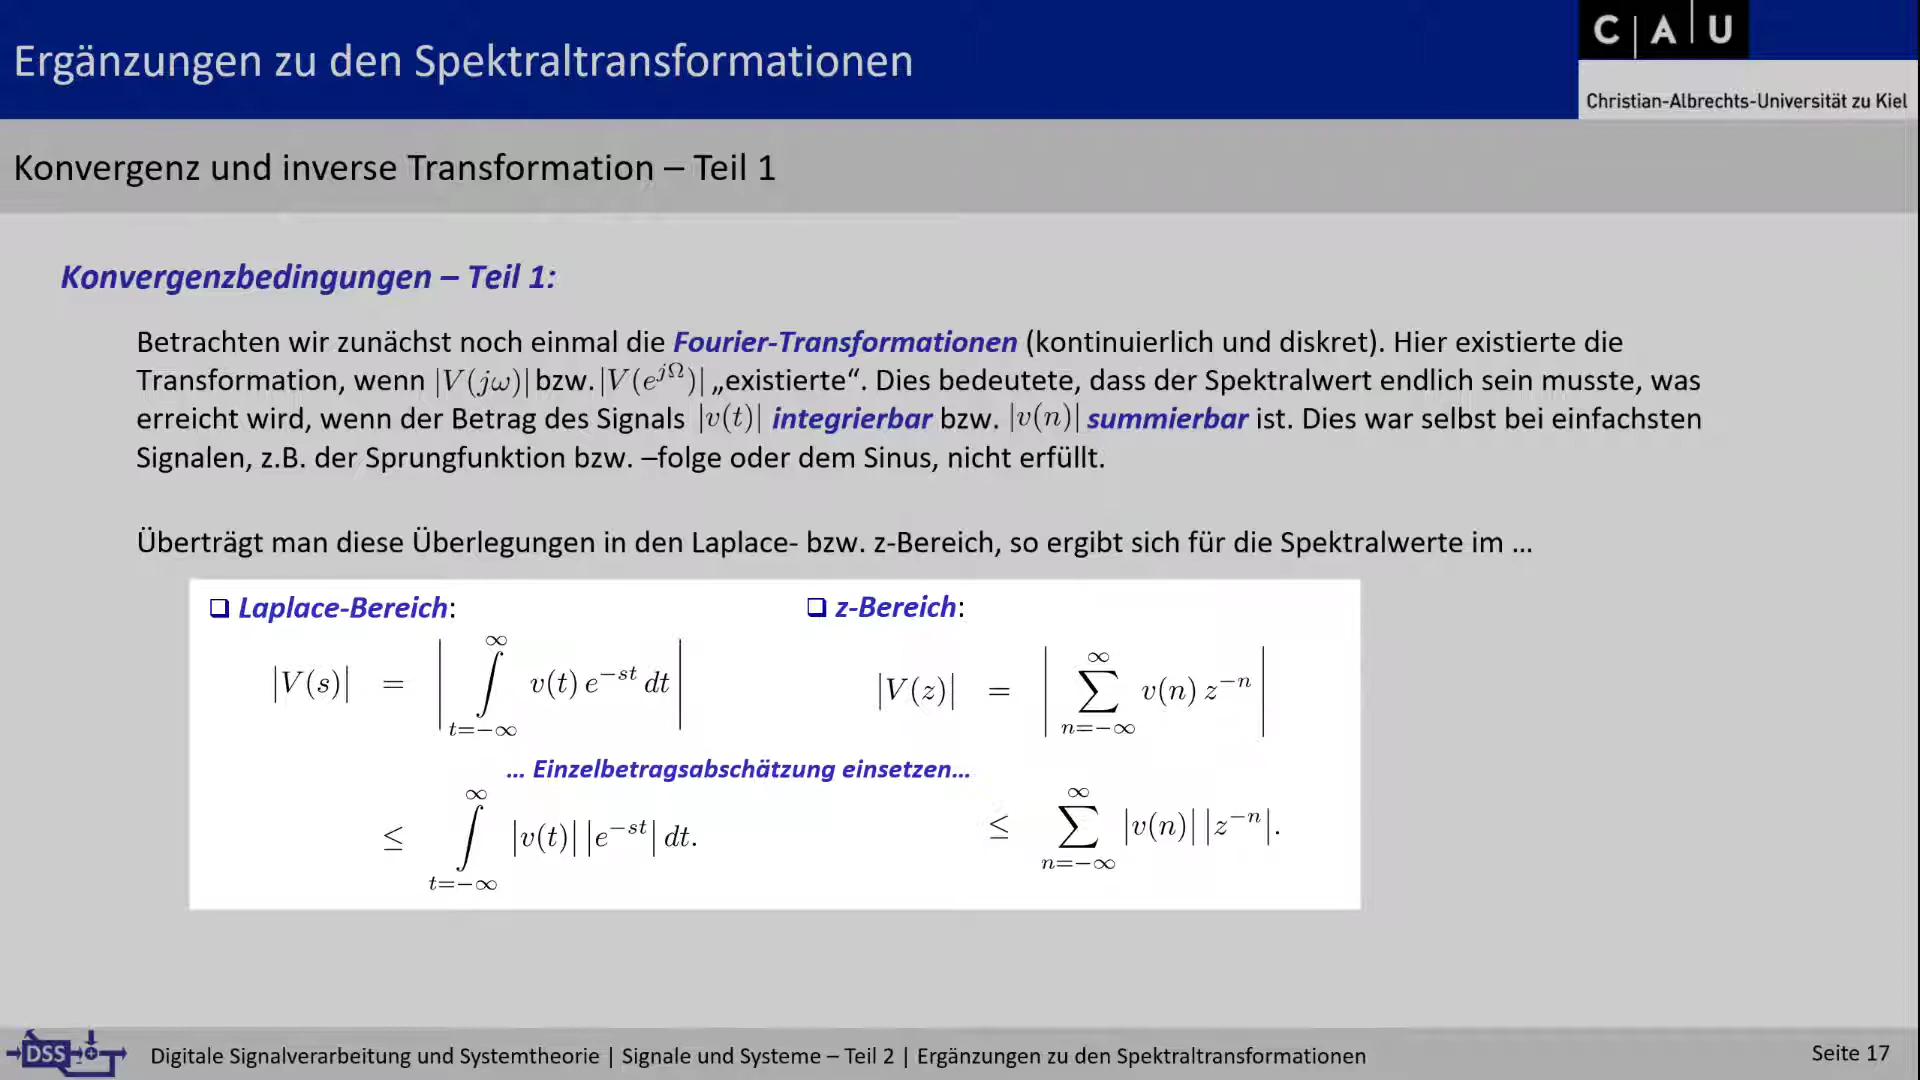 Ergänzungen zu den Spektraltransformationen
C A U
Christian-Albrechts-Universität zu Kiel
Konvergenz und inverse Transformation – Teil 1
Konvergenzbedingungen – Teil 1:
Betrachten wir zunächst noch einmal die Fourier-Transformationen (kontinuierlich und diskret). Hier existierte die
Transformation, wenn |V(jω)| bzw. |V(e^{jΩ})| „existierte“. Dies bedeutete, dass der Spektralwert endlich sein musste, was
erreicht wird, wenn der Betrag des Signals |v(t)| integrierbar bzw. |v(n)| summierbar ist. Dies war selbst bei einfachsten
Signalen, z.B. der Sprungfunktion bzw. –folge oder dem Sinus, nicht erfüllt.
Überträgt man diese Überlegungen in den Laplace- bzw. z-Bereich, so ergibt sich für die Spektralwerte im ...
❑ Laplace-Bereich:
|V(s)| = | ∫_{t=−∞}^{∞} v(t) e^{−st} dt |
❑ z-Bereich:
|V(z)| = | ∑_{n=−∞}^{∞} v(n) z^{−n} |
... Einzelbetragsabschätzung einsetzen...
≤ ∫_{t=−∞}^{∞} |v(t)| |e^{−st}| dt.
≤ ∑_{n=−∞}^{∞} |v(n)| |z^{−n}|.
DSS
Digitale Signalverarbeitung und Systemtheorie | Signale und Systeme – Teil 2 | Ergänzungen zu den Spektraltransformationen
Seite 17